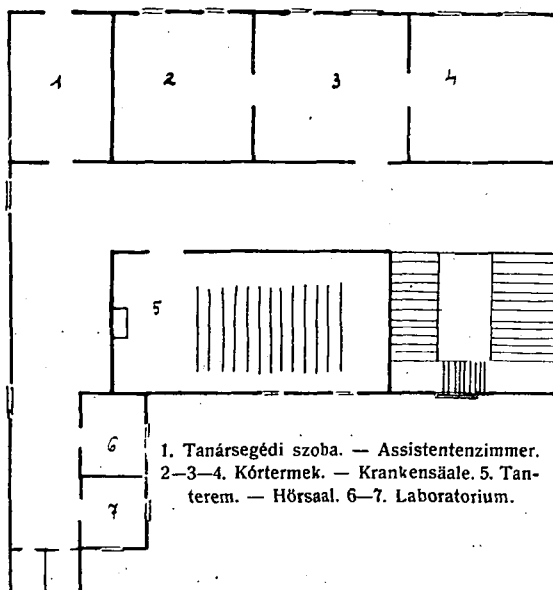 1
2
3
4
5
6
7
1. Tanársegédi szoba. — Assistentenzimmer.
2—3—4. Kórtermek. — Krankensäale. 5. Tan-
terem. — Hörsaal. 6—7. Laboratorium.